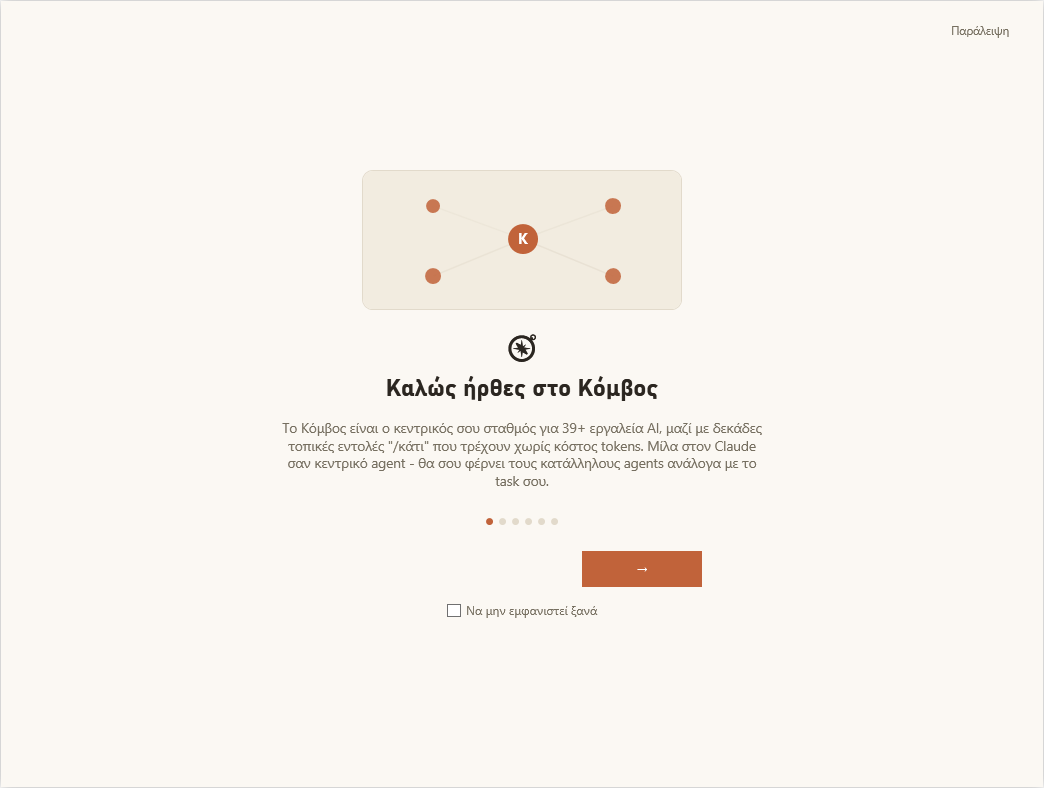 Παράλειψη
K
Καλώς ήρθες στο Κόμβος
Το Κόμβος είναι ο κεντρικός σου σταθμός για 39+ εργαλεία AI, μαζί με δεκάδες
τοπικές εντολές "/κάτι" που τρέχουν χωρίς κόστος tokens. Μίλα στον Claude
σαν κεντρικό agent - θα σου φέρνει τους κατάλληλους agents ανάλογα με το
task σου.
→
Να μην εμφανιστεί ξανά